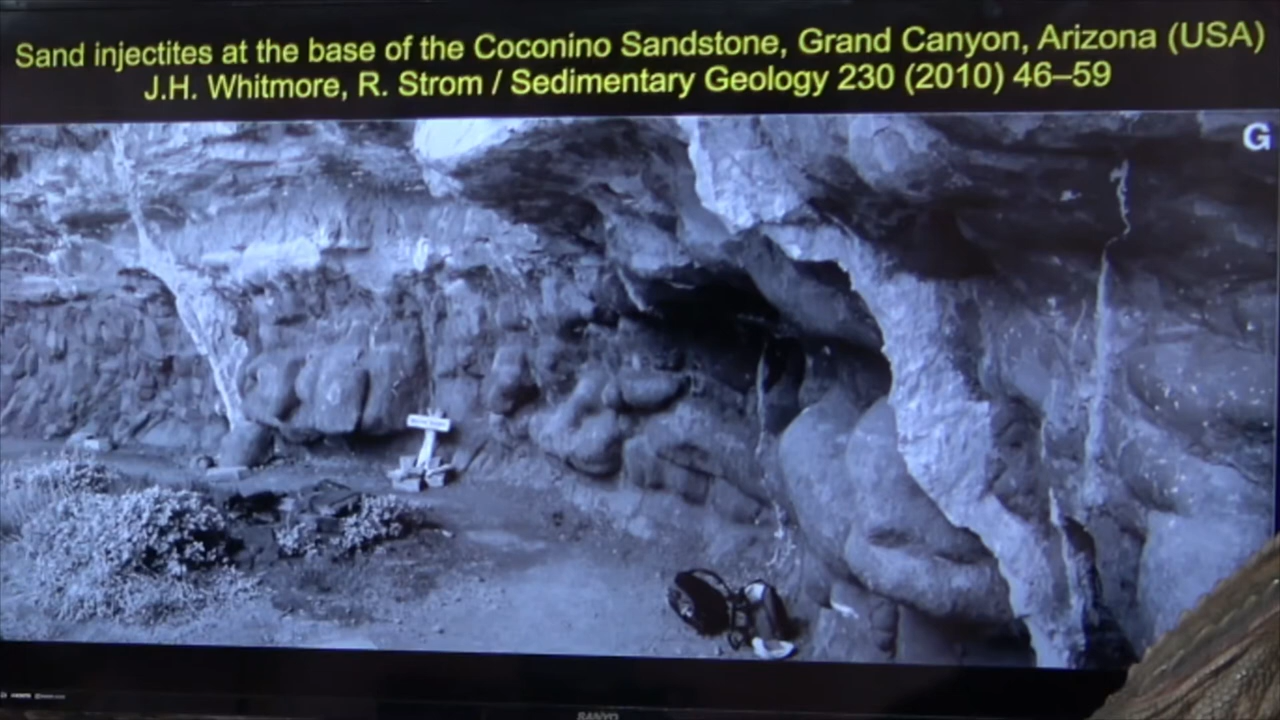 Sand injectites at the base of the Coconino Sandstone, Grand Canyon, Arizona (USA)
J.H. Whitmore, R. Strom / Sedimentary Geology 230 (2010) 46–59
G
SANYO